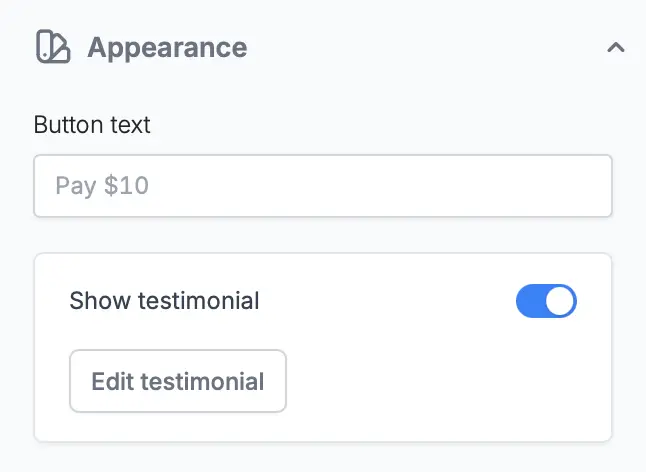 Appearance
Button text
Pay $10
Show testimonial
Edit testimonial